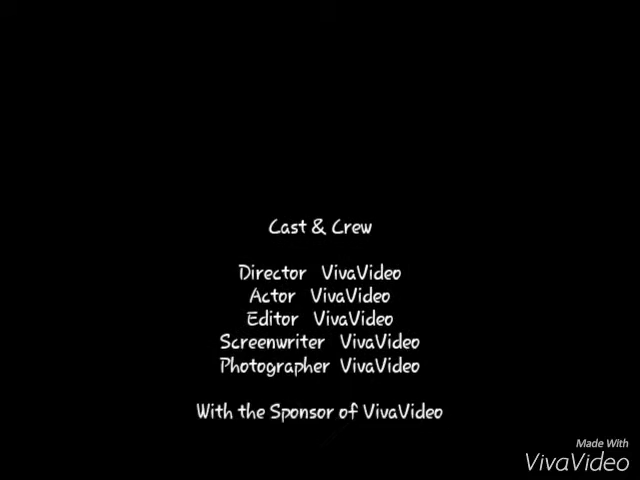 Cast & Crew
Director VivaVideo
Actor VivaVideo
Editor VivaVideo
Screenwriter VivaVideo
Photographer VivaVideo
With the Sponsor of VivaVideo
Made With
VivaVideo